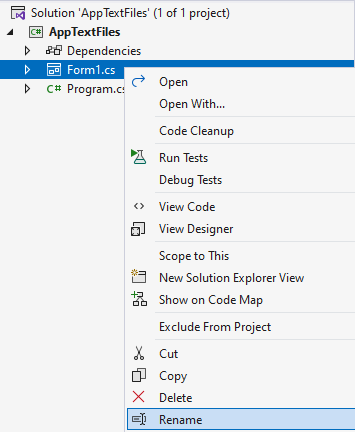 Solution 'AppTextFiles' (1 of 1 project)
AppTextFiles
Dependencies
Form1.cs
Program.cs
Open
Open With...
Code Cleanup
Run Tests
Debug Tests
View Code
View Designer
Scope to This
New Solution Explorer View
Show on Code Map
Exclude From Project
Cut
Copy
Delete
Rename